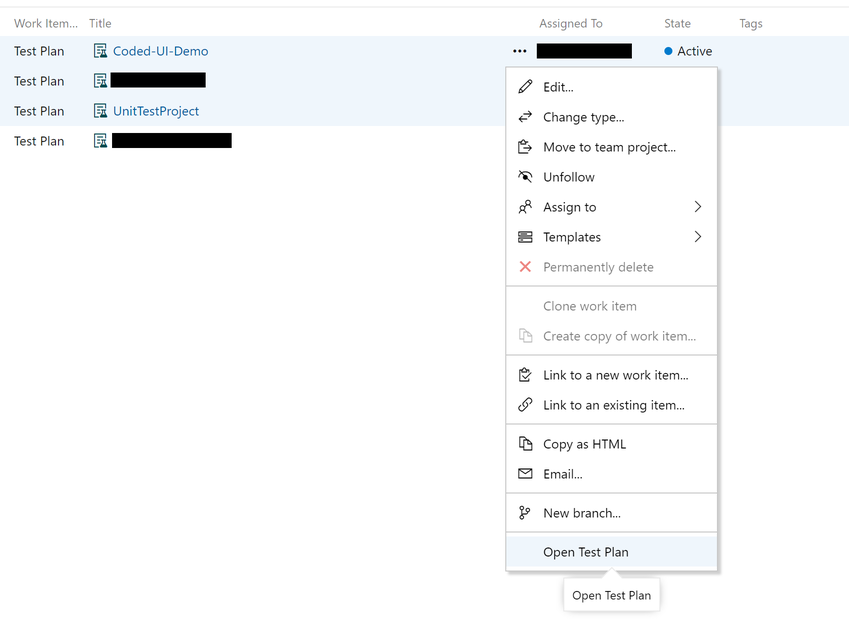 Work Item... Title Assigned To State Tags
Test Plan Coded-UI-Demo ••• Active
Test Plan
Test Plan UnitTestProject
Test Plan
Edit...
Change type...
Move to team project...
Unfollow
Assign to
Templates
Permanently delete
Clone work item
Create copy of work item...
Link to a new work item...
Link to an existing item...
Copy as HTML
Email...
New branch...
Open Test Plan
Open Test Plan